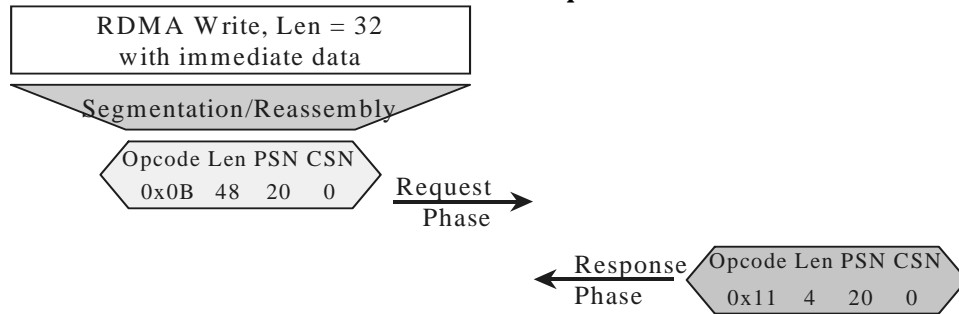 RDMA Write, Len = 32
with immediate data
Segmentation/Reassembly
Opcode Len PSN CSN
0x0B 48 20 0
Request
Phase
Response
Phase
Opcode Len PSN CSN
0x11 4 20 0